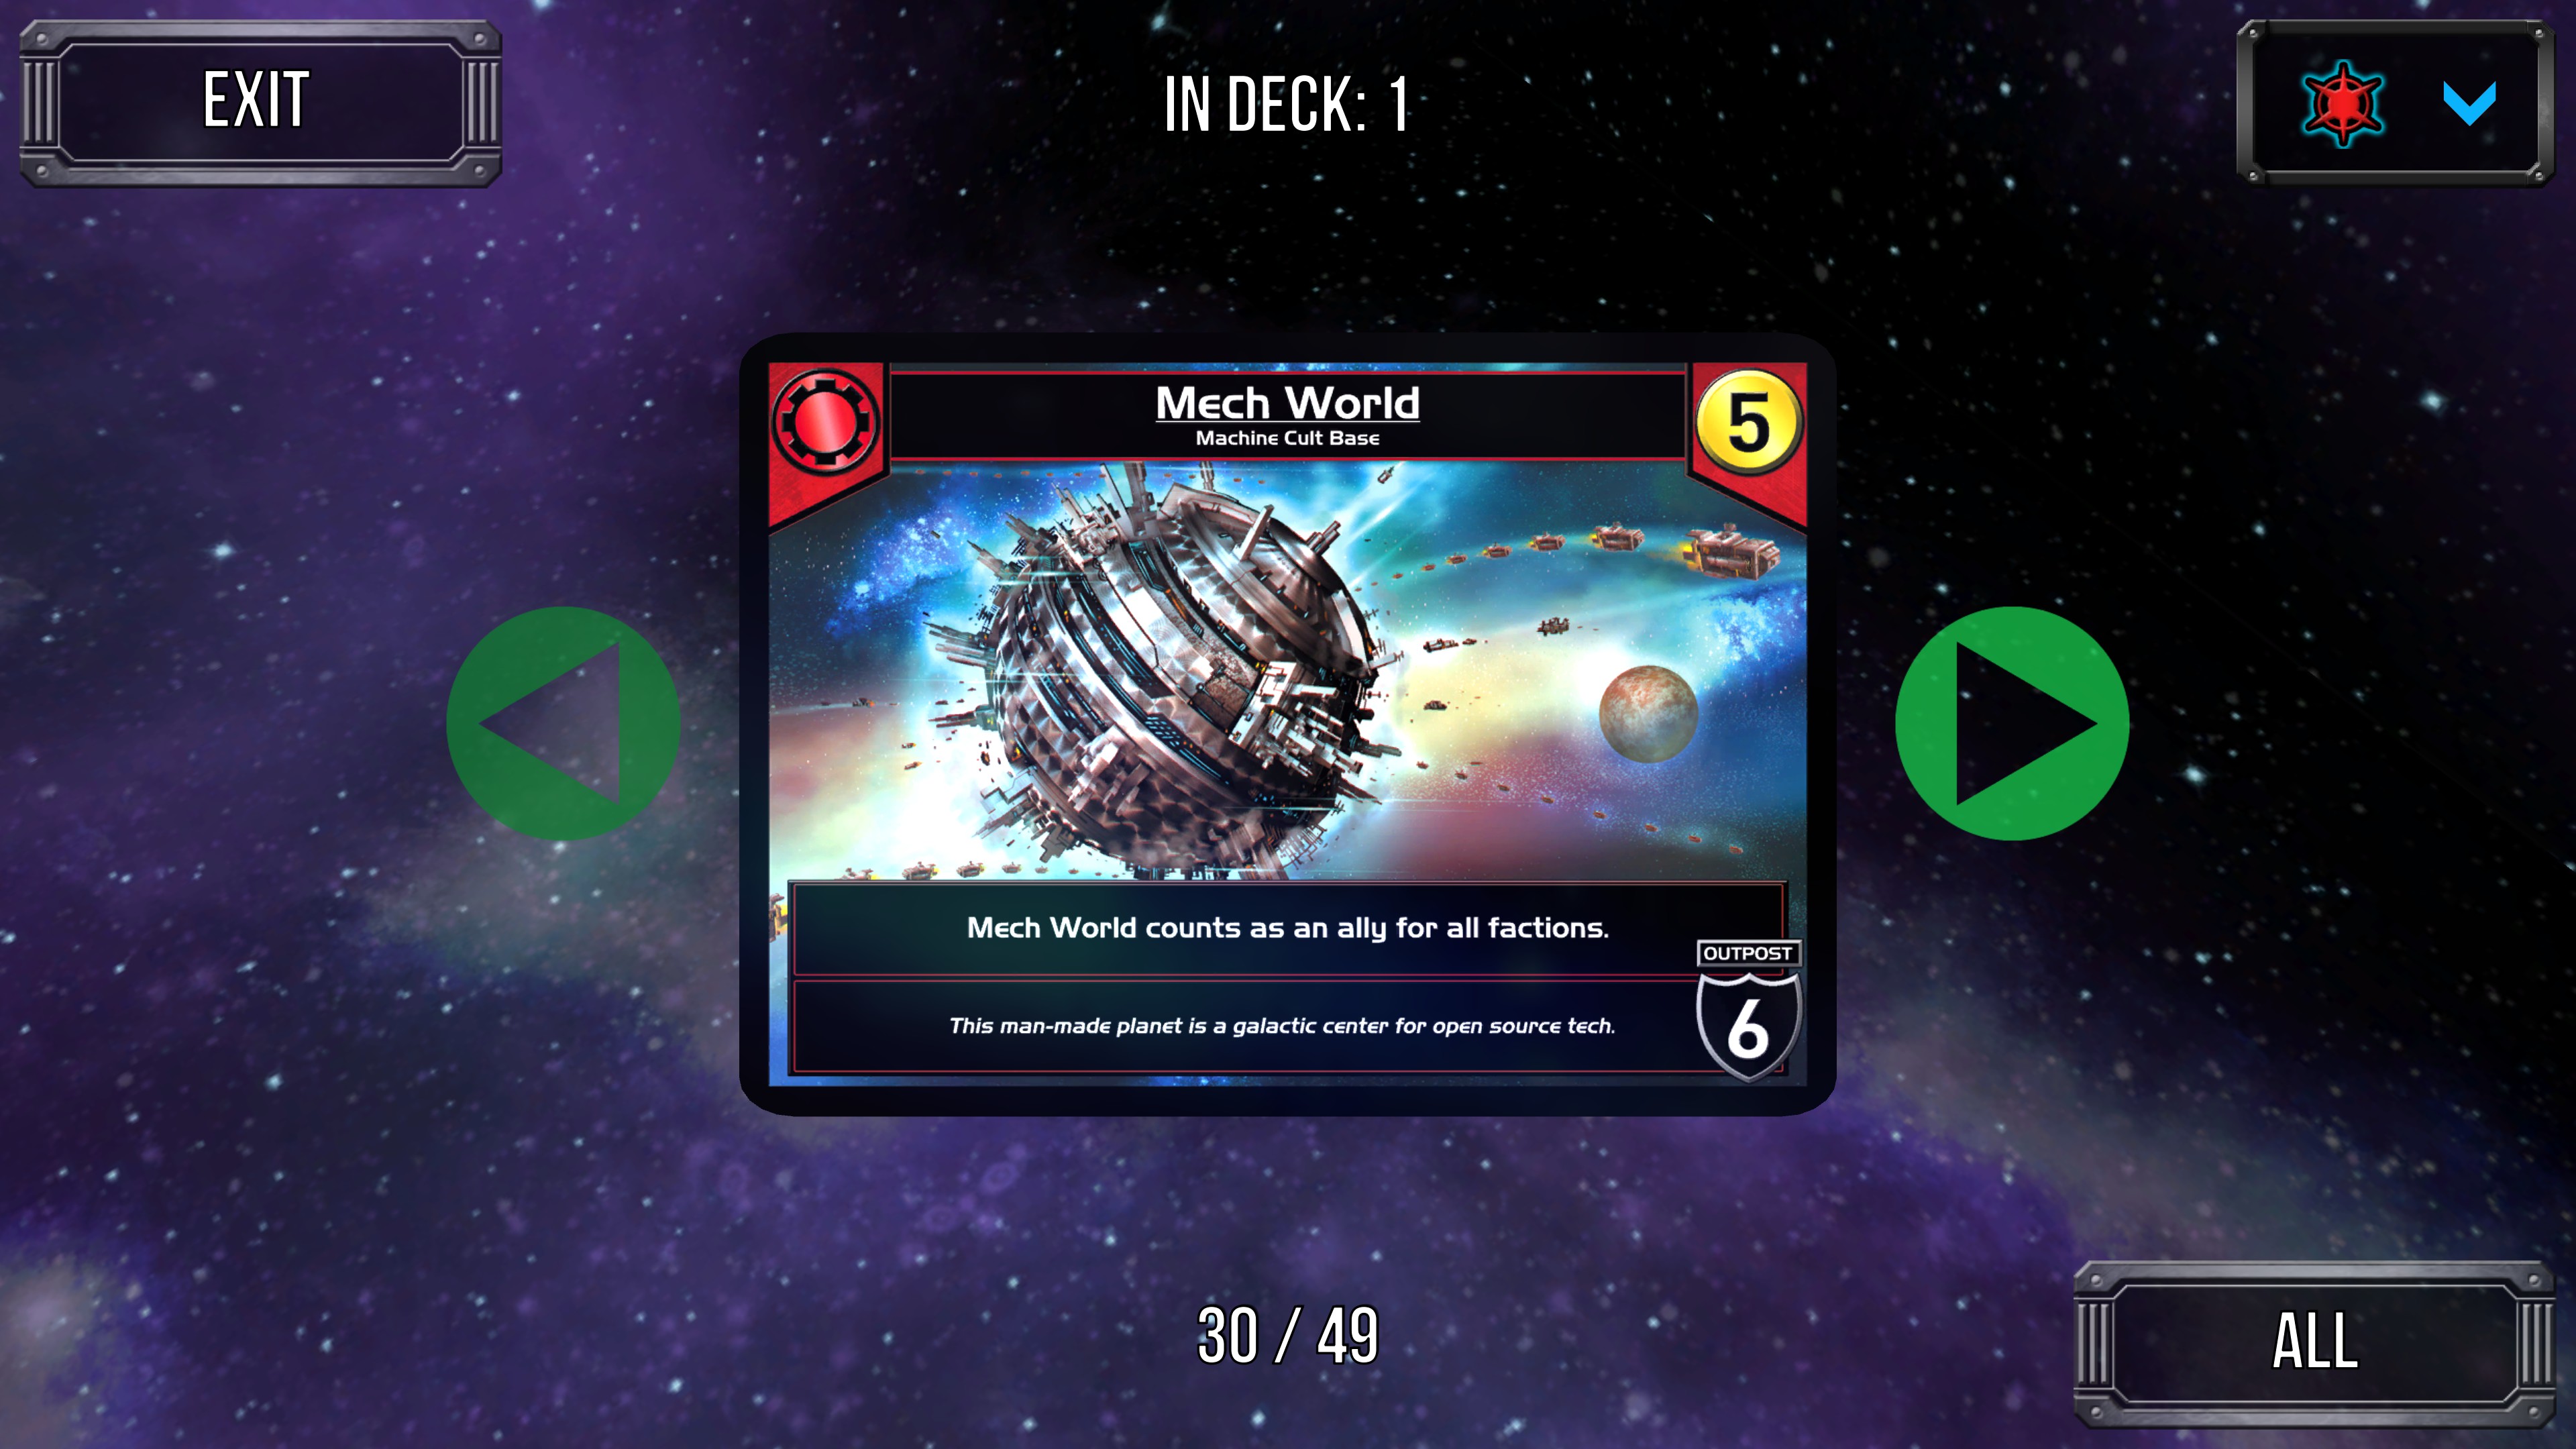 EXIT
IN DECK: 1
Mech World
Machine Cult Base
5
Mech World counts as an ally for all factions.
OUTPOST
This man-made planet is a galactic center for open source tech.
6
30 / 49
ALL